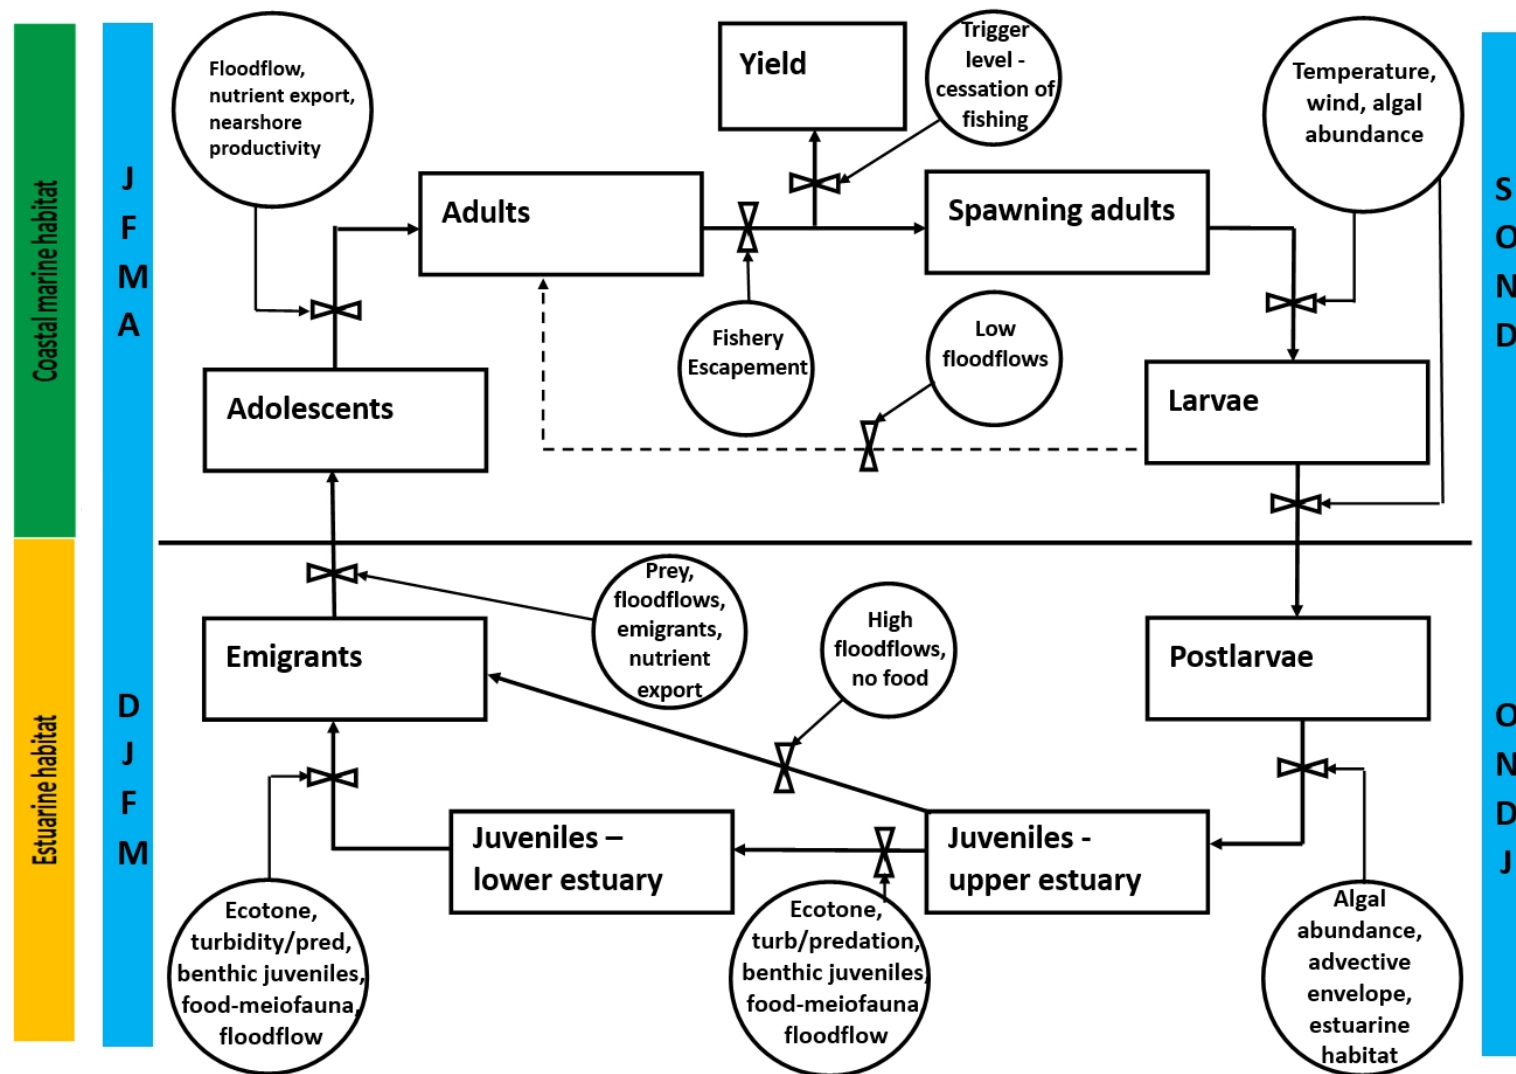 Coastal marine habitat
Estuarine habitat
J
F
M
A
D
J
F
M
Floodflow,
nutrient export,
nearshore
productivity
Yield
Trigger
level -
cessation of
fishing
Temperature,
wind, algal
abundance
Adults
Spawning adults
Fishery
Escapement
Low
floodflows
Adolescents
Larvae
Prey,
floodflows,
emigrants,
nutrient
export
High
floodflows,
no food
Emigrants
Postlarvae
Juveniles –
lower estuary
Juveniles -
upper estuary
Ecotone,
turbidity/pred,
benthic juveniles,
food-meiofauna,
floodflow
Ecotone,
turb/predation,
benthic juveniles,
food-meiofauna
floodflow
Algal
abundance,
advective
envelope,
estuarine
habitat
S
O
N
D
O
N
D
J